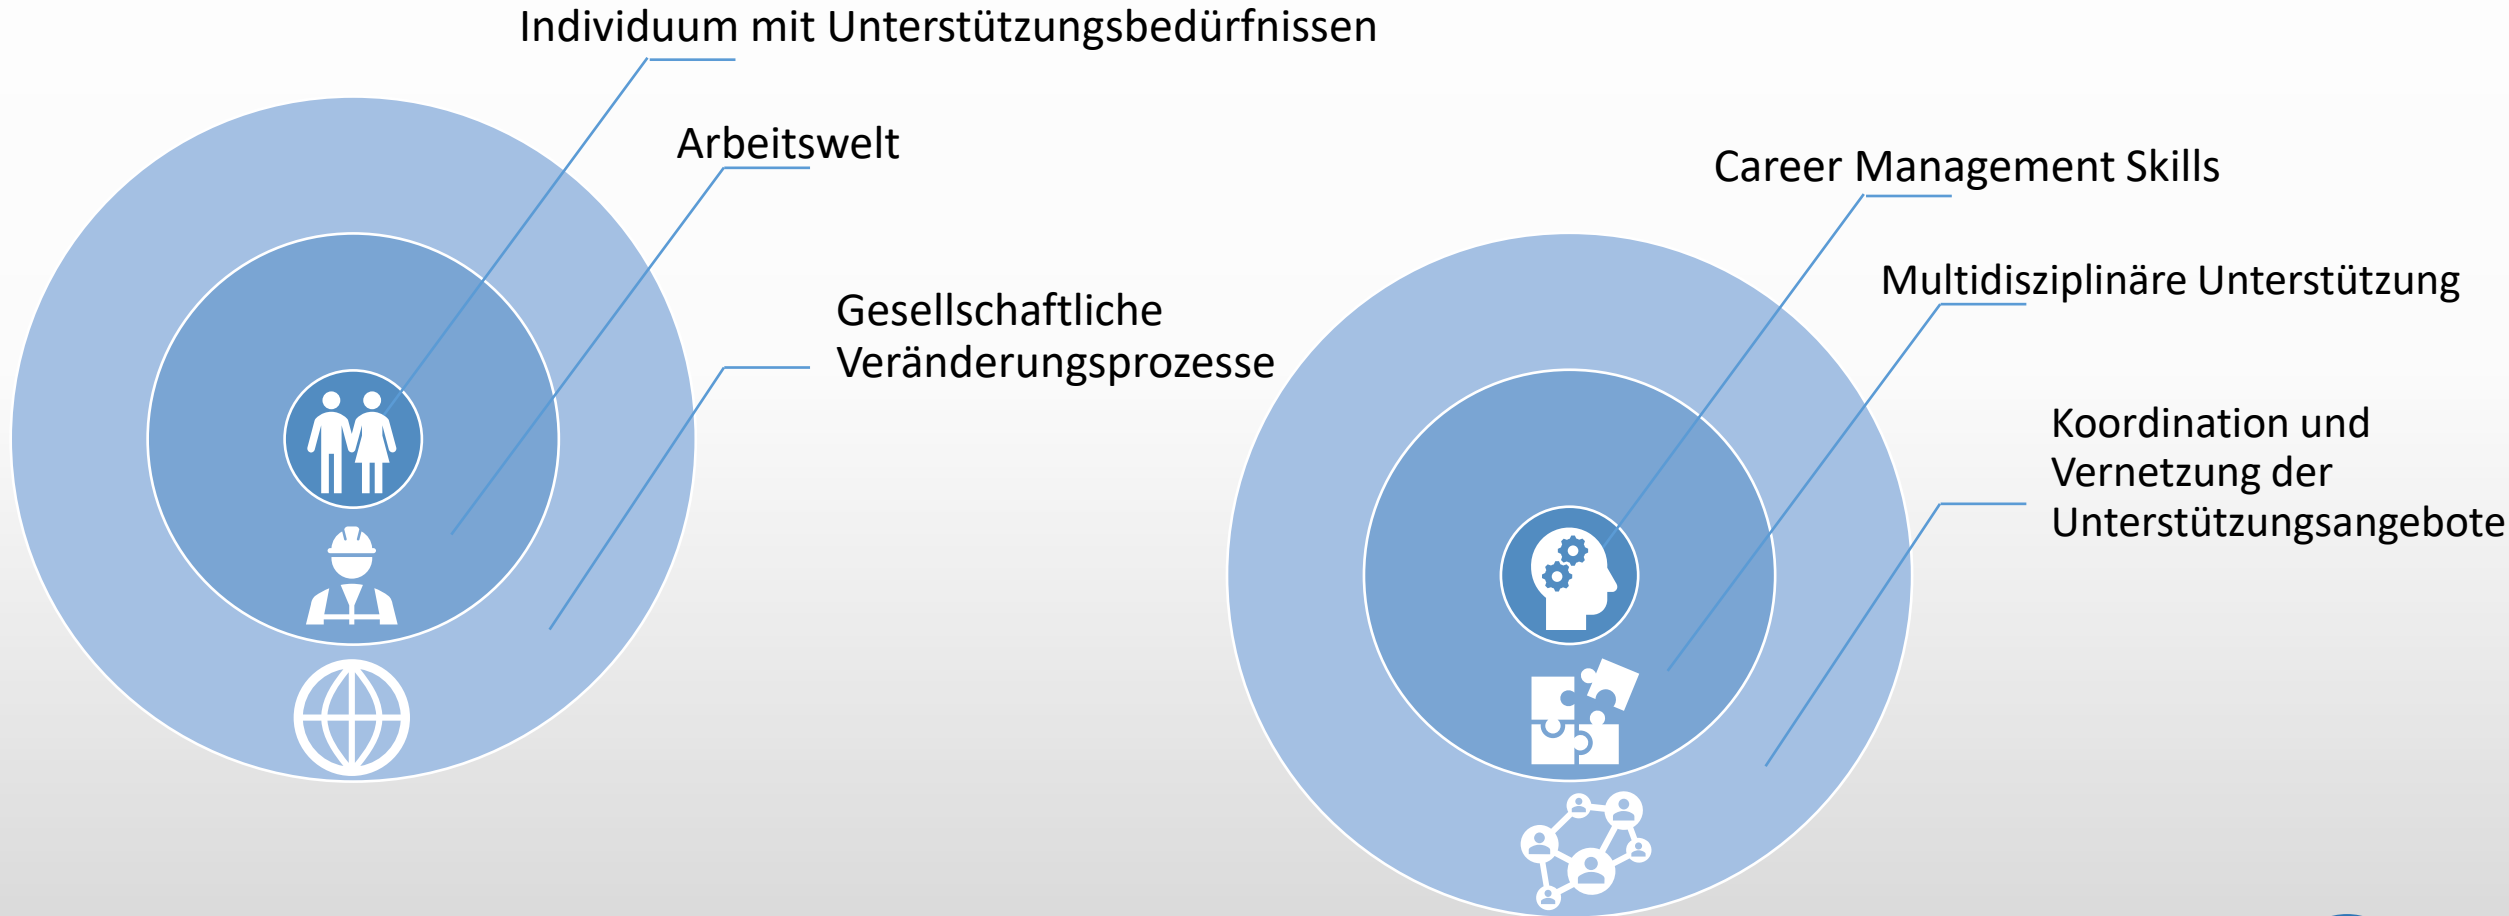 Individuum mit Unterstützungsbedürfnissen
Arbeitswelt
Gesellschaftliche
Veränderungsprozesse
Career Management Skills
Multidisziplinäre Unterstützung
Koordination und
Vernetzung der
Unterstützungsangebote